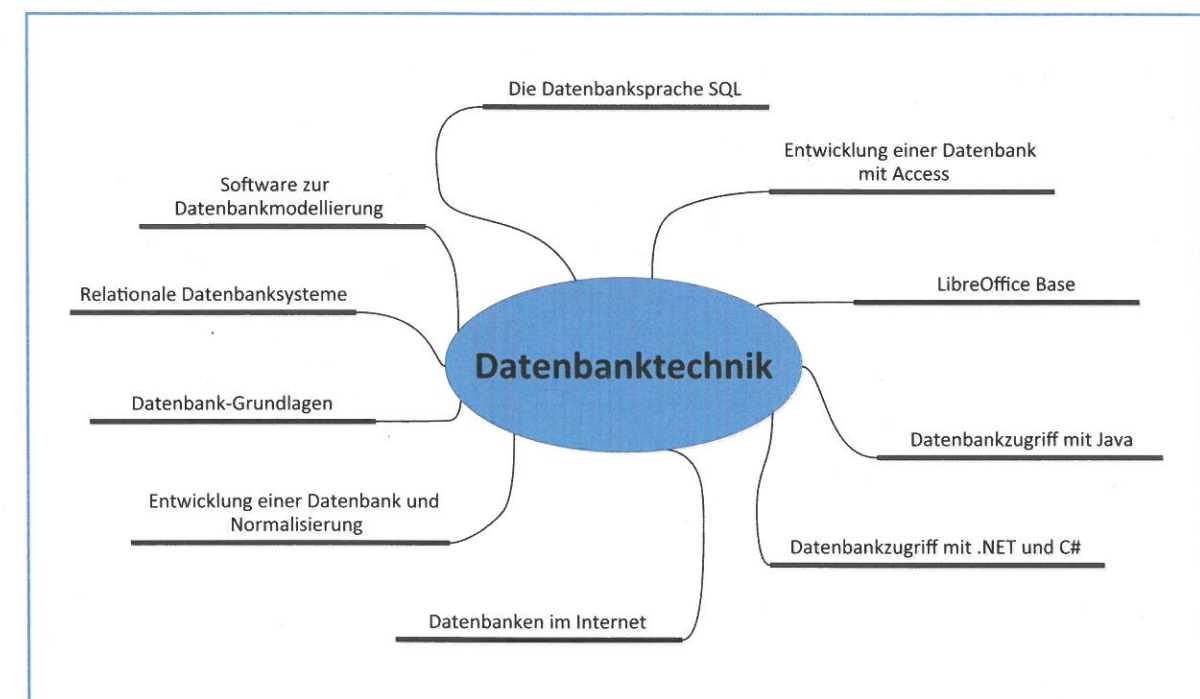 Die Datenbanksprache SQL
Entwicklung einer Datenbank
mit Access
Software zur
Datenbankmodellierung
LibreOffice Base
Relationale Datenbanksysteme
Datenbanktechnik
Datenbank-Grundlagen
Datenbankzugriff mit Java
Entwicklung einer Datenbank und
Normalisierung
Datenbankzugriff mit .NET und C#
Datenbanken im Internet